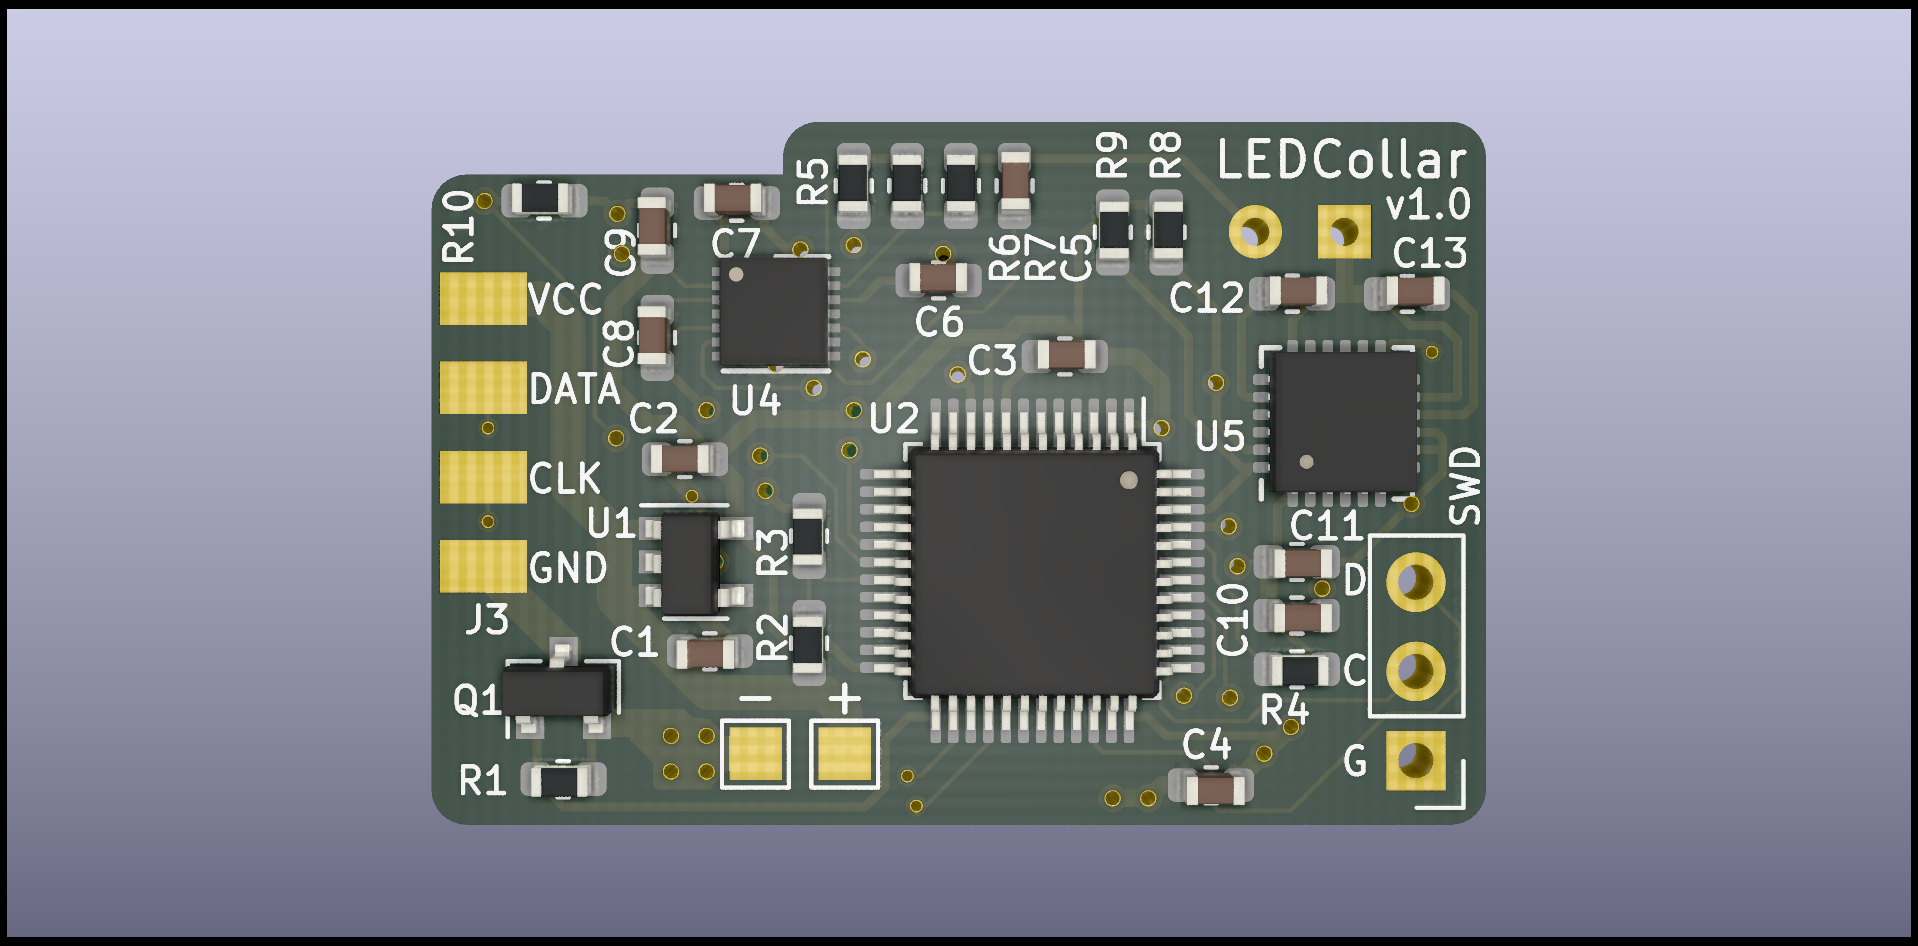 LEDCollar
v1.0
R10
C9
C7
R5
R6
R7
C5
R9
R8
C13
C12
VCC
C8
C6
C3
DATA
U4
C2
U2
U5
SWD
CLK
U1
R3
C11
GND
D
J3
C1
R2
C10
C
Q1
−
+
R4
C4
G
R1